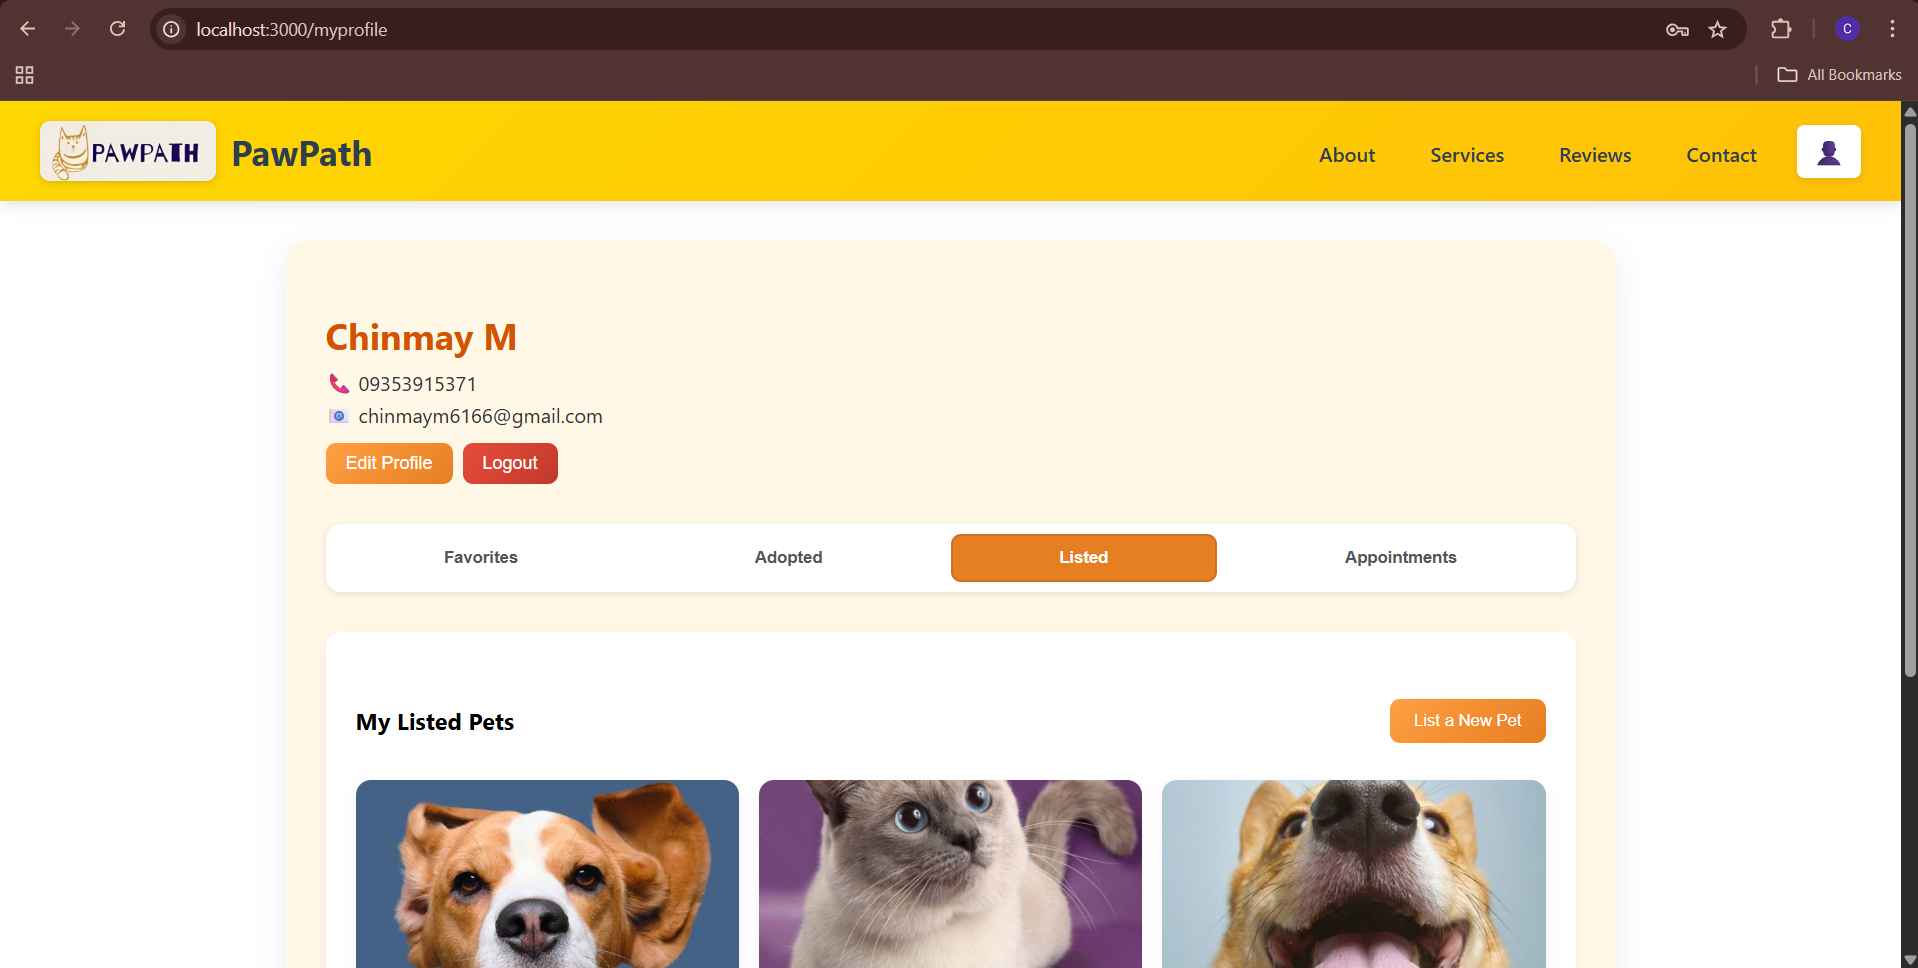 localhost:3000/myprofile
C
All Bookmarks
PAWPATH
PawPath
About
Services
Reviews
Contact
Chinmay M
09353915371
chinmaym6166@gmail.com
Edit Profile
Logout
Favorites
Adopted
Listed
Appointments
My Listed Pets
List a New Pet